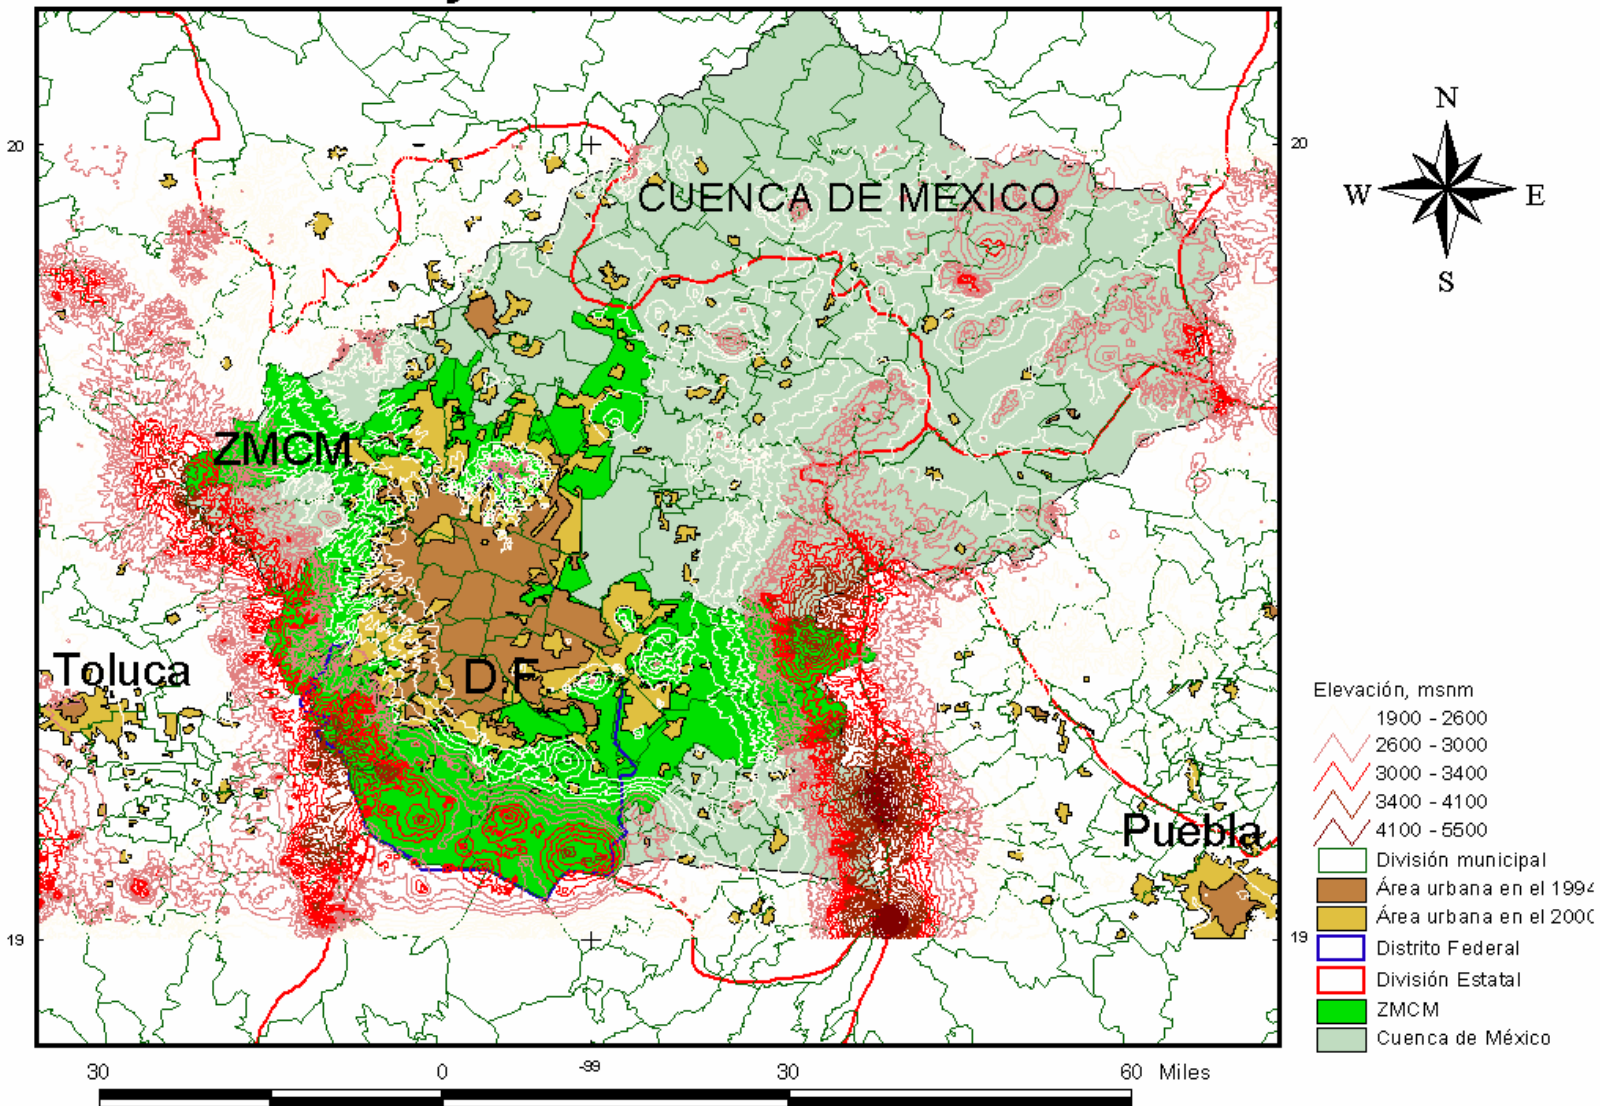 N
W E
S
20 20
CUENCA DE MÉXICO
ZMCM
Toluca
D.F.
Puebla
19 19
Elevación, msnm
1900 - 2600
2600 - 3000
3000 - 3400
3400 - 4100
4100 - 5500
División municipal
Área urbana en el 1994
Área urbana en el 200
Distrito Federal
División Estatal
ZMCM
Cuenca de México
30 0 -99 30 60 Miles